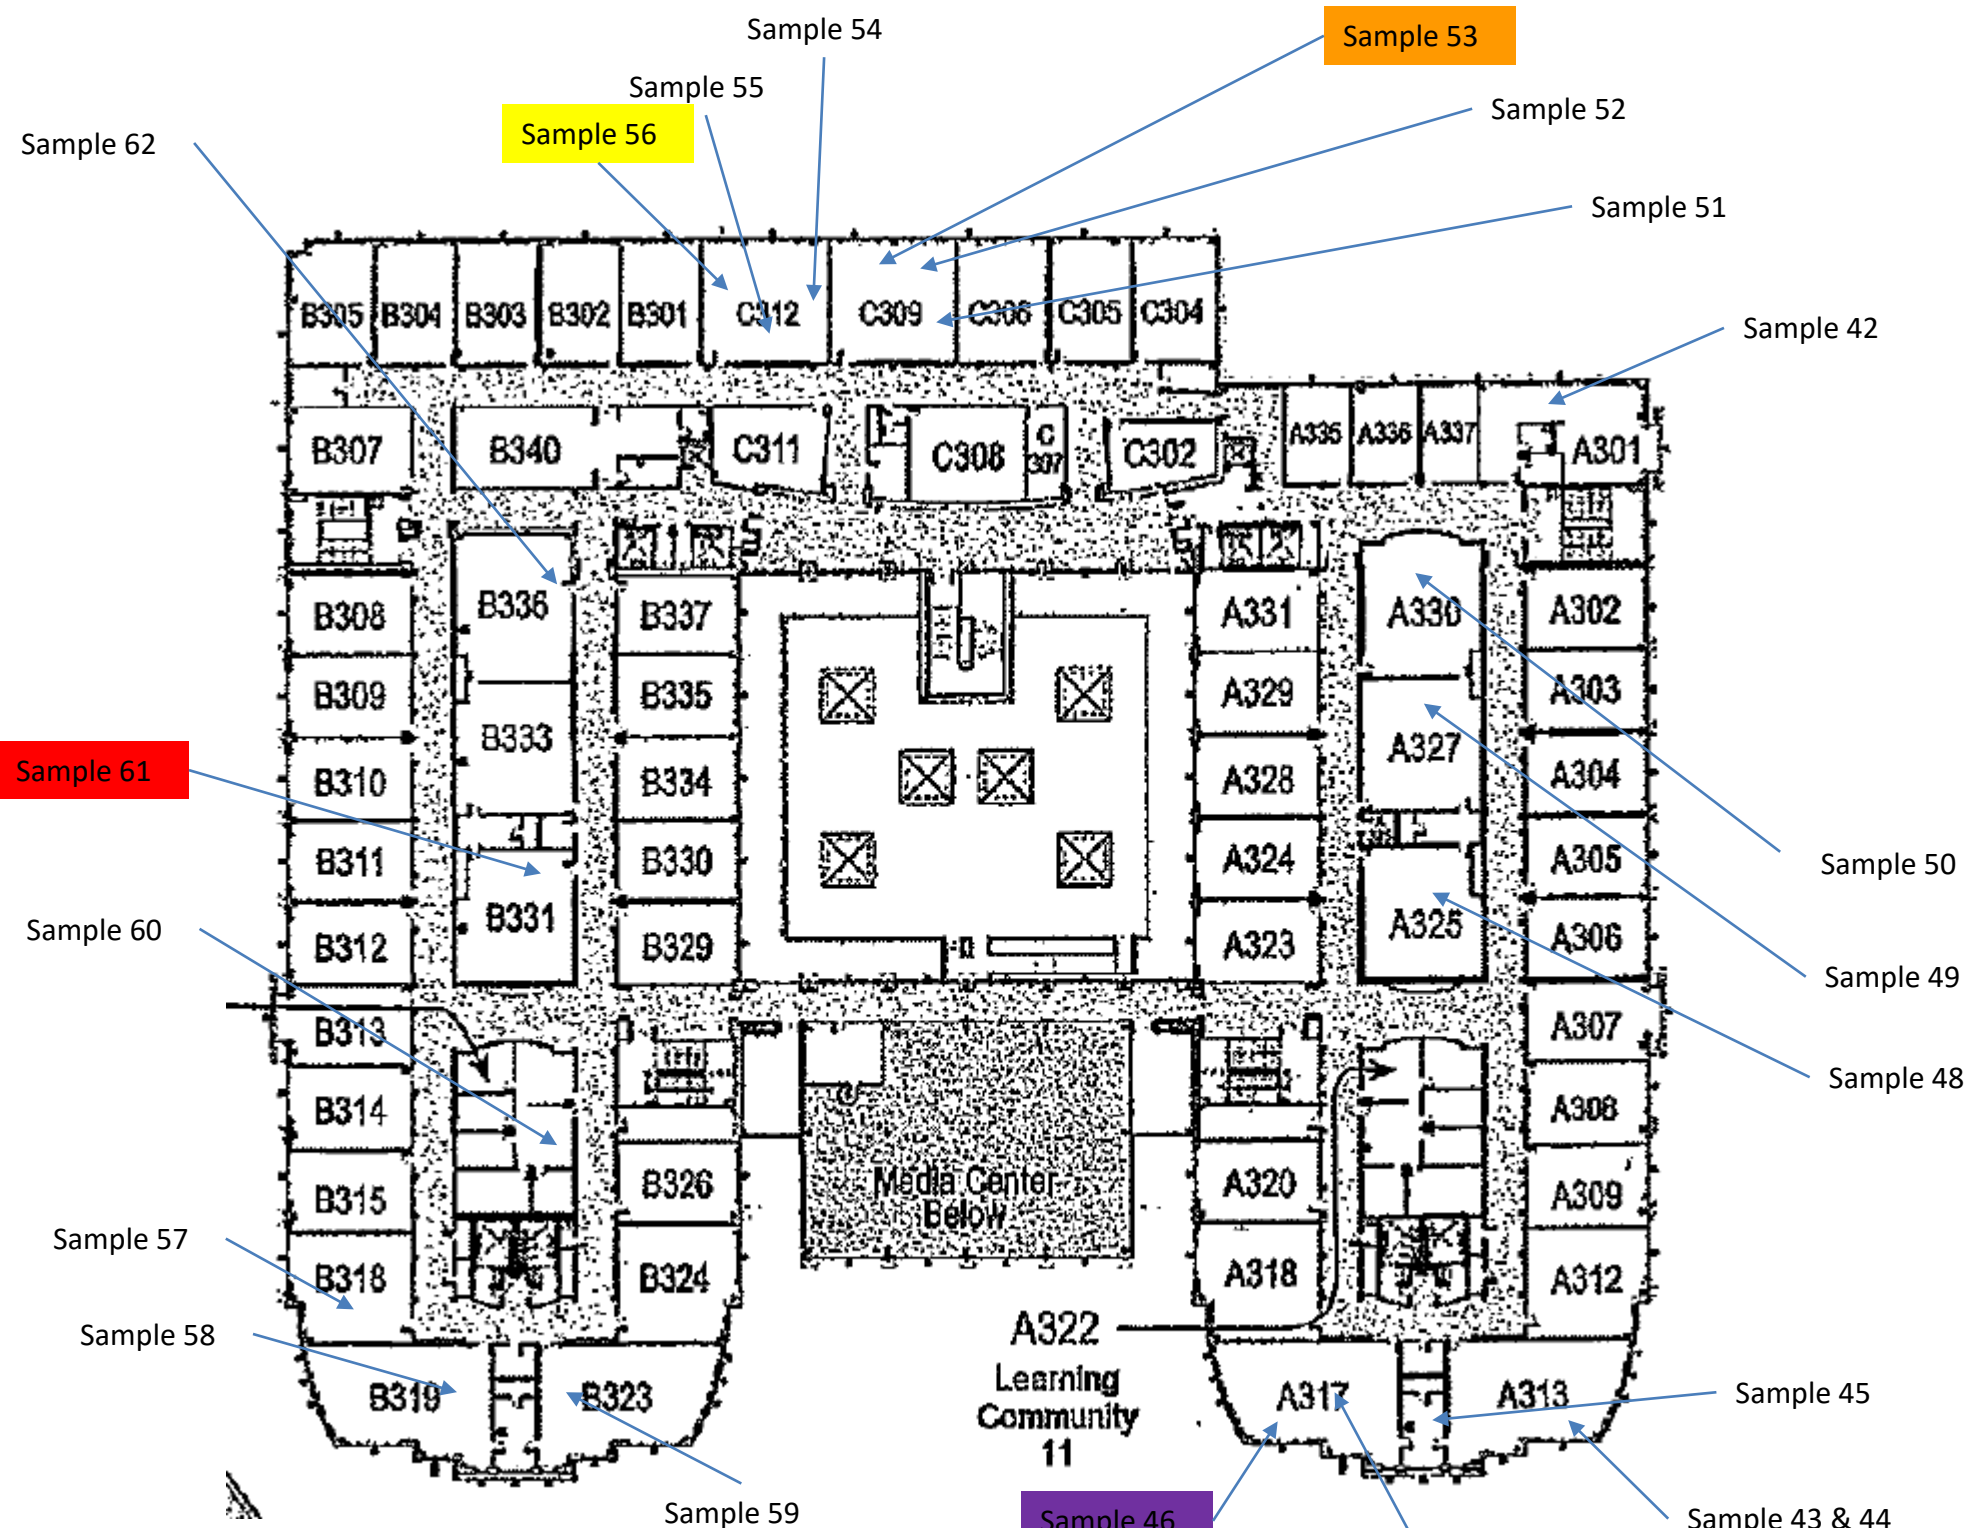 Sample 54
Sample 53
Sample 55
Sample 52
Sample 56
Sample 62
Sample 51
B305 B304 B303 B302 B301 C312 C309 C306 C305 C304
Sample 42
B307 B340 C311 C308 C 307 C302 A335 A336 A337 A301
B308 B336 B337 A331 A330 A302
B309 B333 B335 A329 A327 A303
Sample 61
B310 B334 A328 A304
B311 B330 A324 A305
Sample 50
B331 A325
Sample 60
B312 B329 A323 A306
Sample 49
B313 A307
Sample 48
B314 A308
B315 B326 Media Center A320 A309
Below
Sample 57
B318 B324 A318 A312
Sample 58
A322
B319 B323 Learning A317 A313
Sample 45
Community
11
Sample 59
Sample 46
Sample 43 & 44